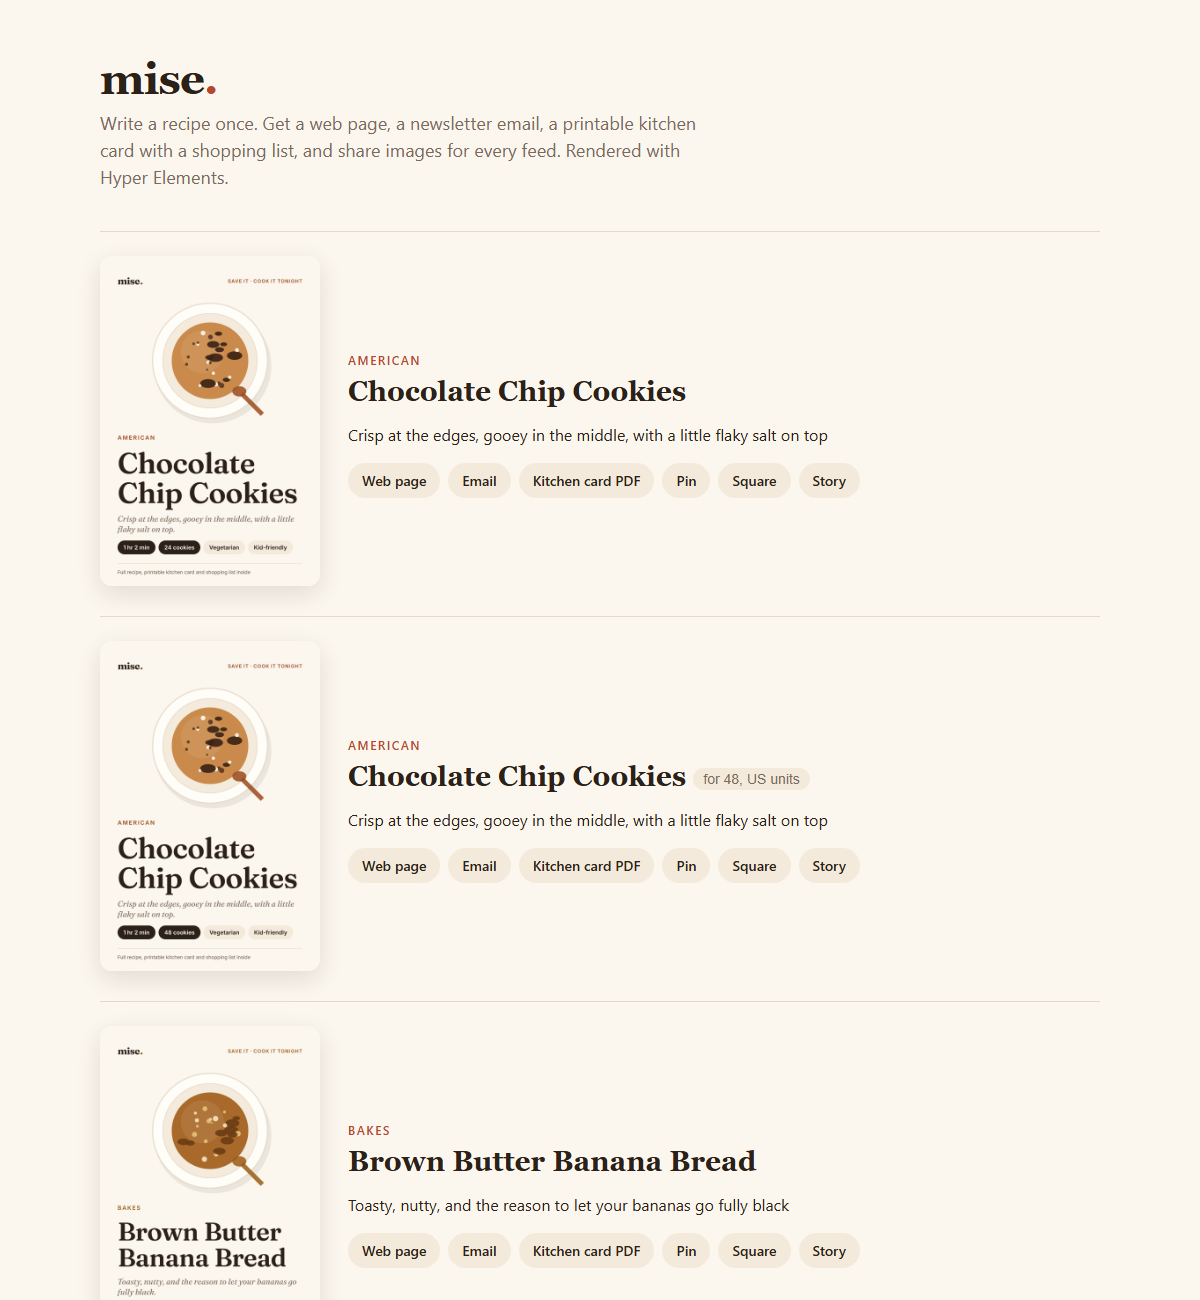 mise.
Write a recipe once. Get a web page, a newsletter email, a printable kitchen
card with a shopping list, and share images for every feed. Rendered with
Hyper Elements.
mise.
SAVE IT · COOK IT TONIGHT
AMERICAN
Chocolate
Chip Cookies
Crisp at the edges, gooey in the middle, with a little
flaky salt on top.
1 hr 2 min 24 cookies Vegetarian Kid-friendly
Full recipe, printable kitchen card and shopping list inside
AMERICAN
Chocolate Chip Cookies
Crisp at the edges, gooey in the middle, with a little flaky salt on top
Web page Email Kitchen card PDF Pin Square Story
mise.
SAVE IT · COOK IT TONIGHT
AMERICAN
Chocolate
Chip Cookies
Crisp at the edges, gooey in the middle, with a little
flaky salt on top.
1 hr 2 min 48 cookies Vegetarian Kid-friendly
Full recipe, printable kitchen card and shopping list inside
AMERICAN
Chocolate Chip Cookies for 48, US units
Crisp at the edges, gooey in the middle, with a little flaky salt on top
Web page Email Kitchen card PDF Pin Square Story
mise.
SAVE IT · COOK IT TONIGHT
BAKES
Brown Butter
Banana Bread
Toasty, nutty, and the reason to let your bananas go
fully black.
BAKES
Brown Butter Banana Bread
Toasty, nutty, and the reason to let your bananas go fully black
Web page Email Kitchen card PDF Pin Square Story